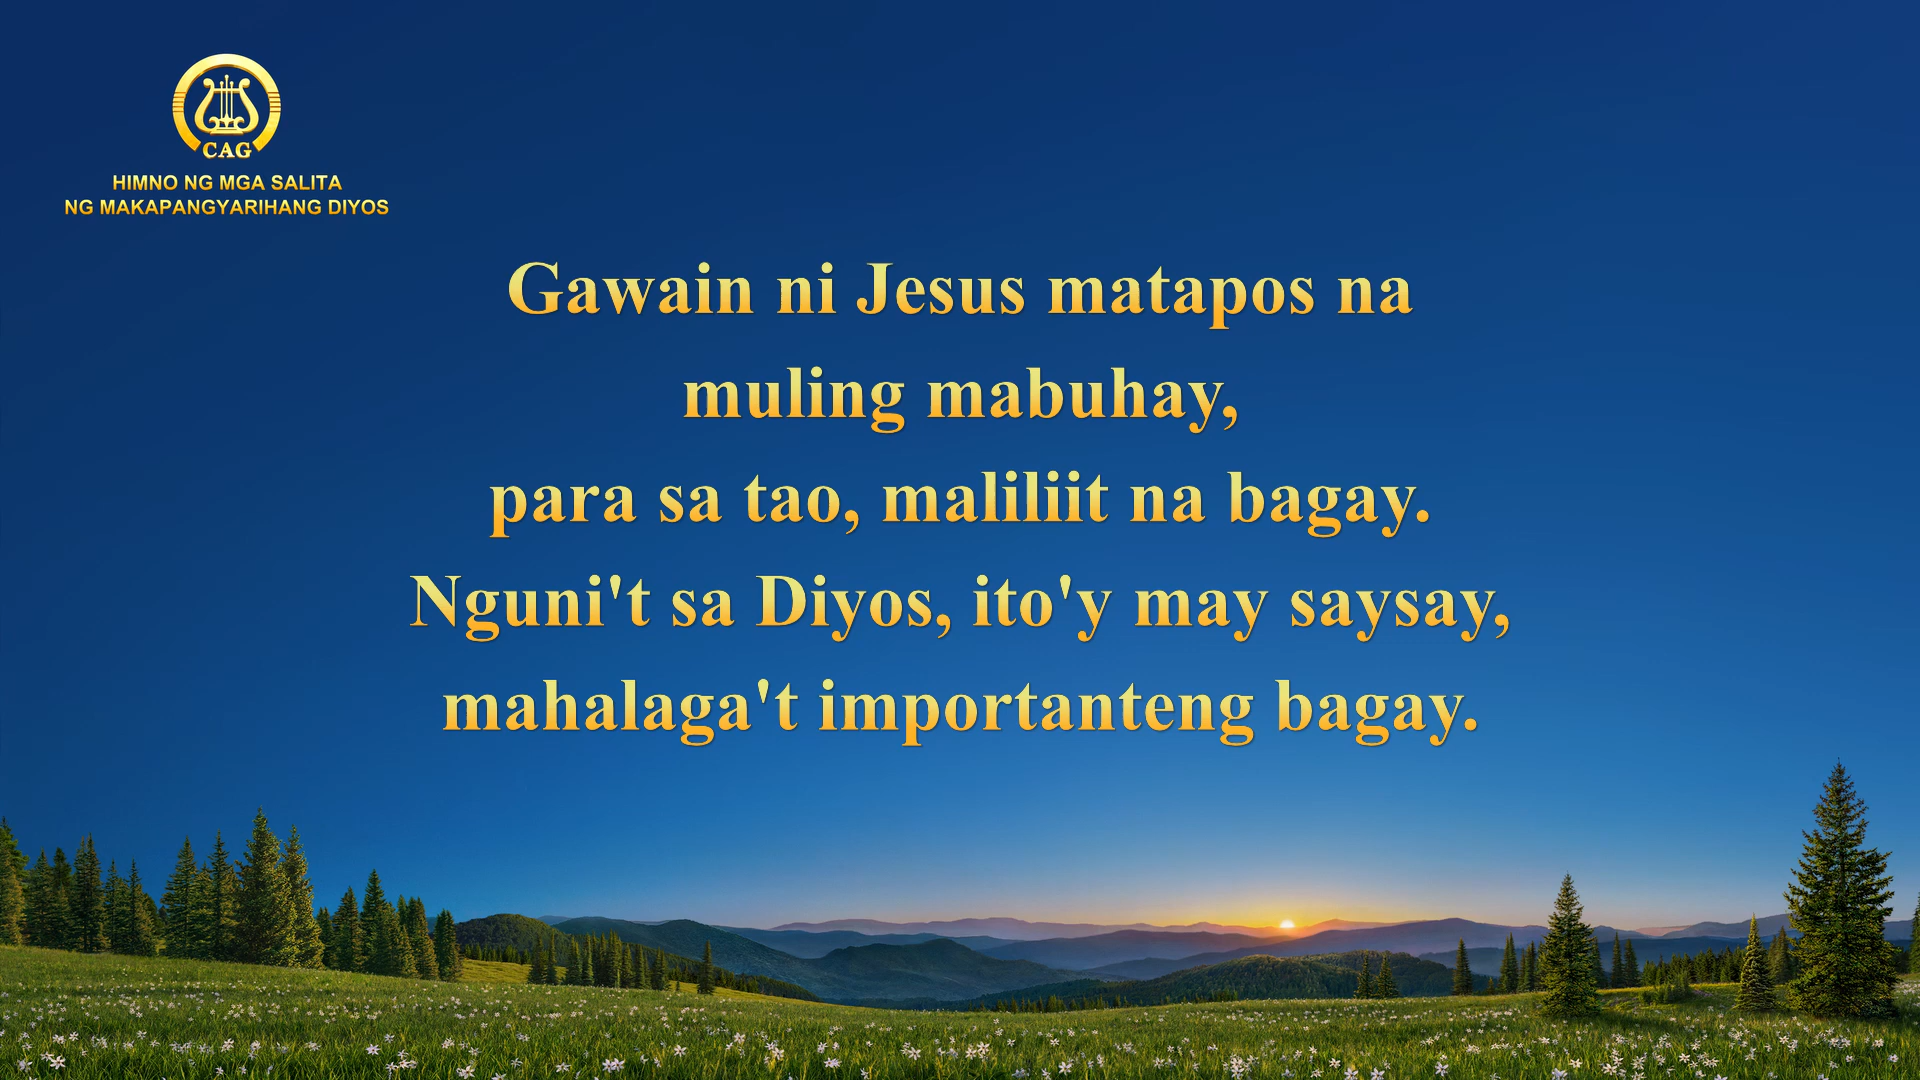 CAG
HIMNO NG MGA SALITA
NG MAKAPANGYARIHANG DIYOS
Gawain ni Jesus matapos na
muling mabuhay,
para sa tao, maliliit na bagay.
Nguni't sa Diyos, ito'y may saysay,
mahalaga't importanteng bagay.